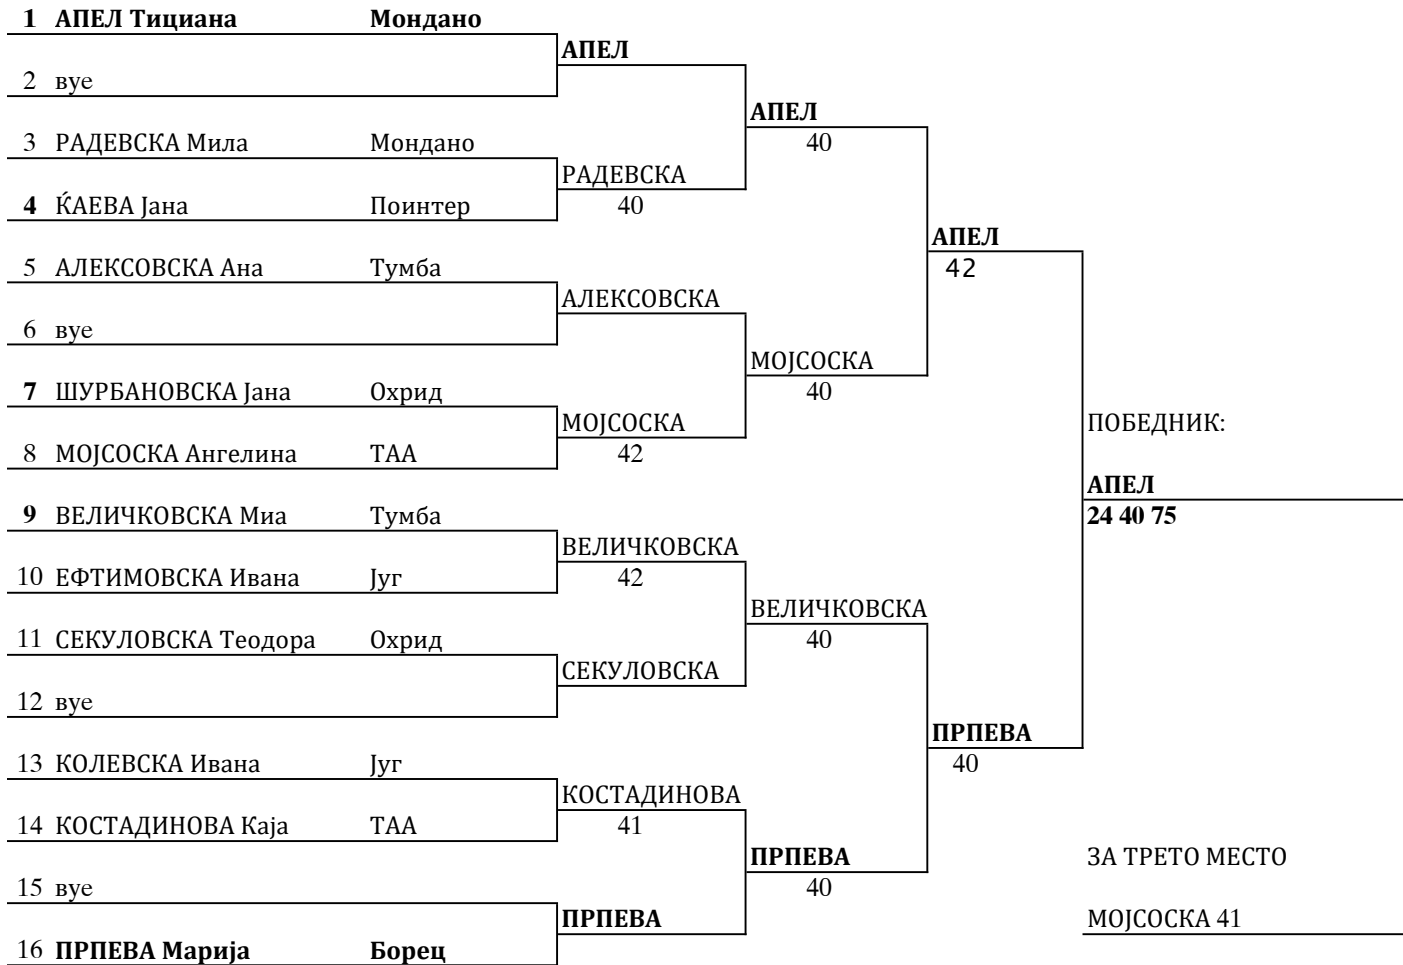 1 АПЕЛ Тициана Мондано
АПЕЛ
2 вуе
АПЕЛ
3 РАДЕВСКА Мила Мондано
40
РАДЕВСКА
4 ЌАЕВА Јана Поинтер
40
АПЕЛ
5 АЛЕКСОВСКА Ана Тумба
42
АЛЕКСОВСКА
6 вуе
МОЈСОСКА
7 ШУРБАНОВСКА Јана Охрид
40
МОЈСОСКА
ПОБЕДНИК:
8 МОЈСОСКА Ангелина ТАА
42
АПЕЛ
9 ВЕЛИЧКОВСКА Миа Тумба
24 40 75
ВЕЛИЧКОВСКА
10 ЕФТИМОВСКА Ивана Југ
42
ВЕЛИЧКОВСКА
11 СЕКУЛОВСКА Теодора Охрид
40
СЕКУЛОВСКА
12 вуе
ПРПЕВА
13 КОЛЕВСКА Ивана Југ
40
КОСТАДИНОВА
14 КОСТАДИНОВА Каја ТАА
41
ПРПЕВА
ЗА ТРЕТО МЕСТО
15 вуе
40
ПРПЕВА
МОЈСОСКА 41
16 ПРПЕВА Марија Борец